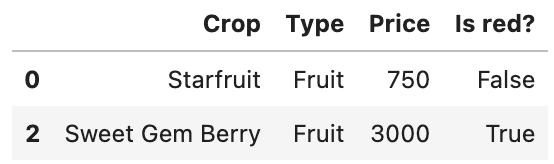 Crop Type Price Is red?
0 Starfruit Fruit 750 False
2 Sweet Gem Berry Fruit 3000 True